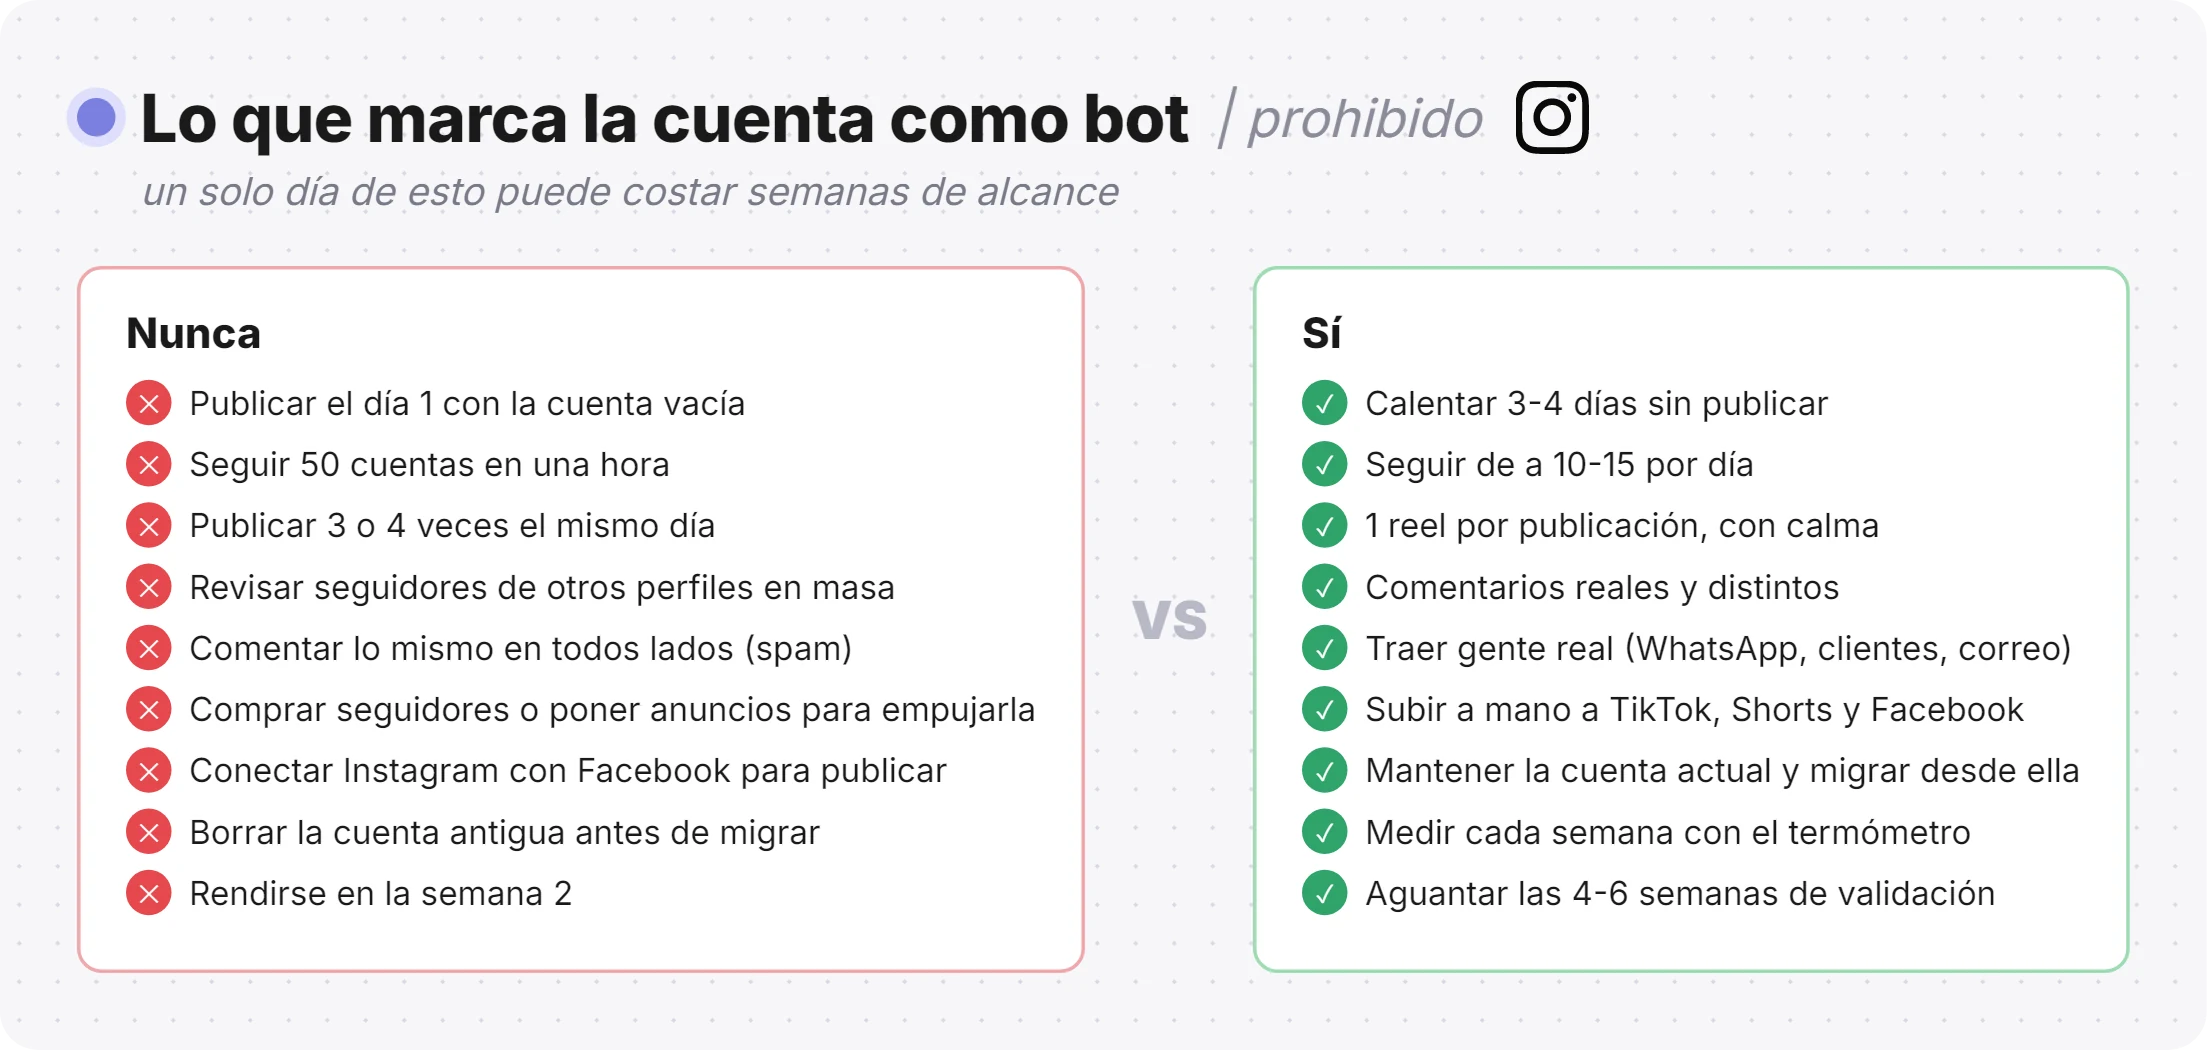 Lo que marca la cuenta como bot / prohibido
un solo día de esto puede costar semanas de alcance
Nunca
Publicar el día 1 con la cuenta vacía
Seguir 50 cuentas en una hora
Publicar 3 o 4 veces el mismo día
Revisar seguidores de otros perfiles en masa
Comentar lo mismo en todos lados (spam)
Comprar seguidores o poner anuncios para empujarla
Conectar Instagram con Facebook para publicar
Borrar la cuenta antigua antes de migrar
Rendirse en la semana 2
vs
Sí
Calentar 3-4 días sin publicar
Seguir de a 10-15 por día
1 reel por publicación, con calma
Comentarios reales y distintos
Traer gente real (WhatsApp, clientes, correo)
Subir a mano a TikTok, Shorts y Facebook
Mantener la cuenta actual y migrar desde ella
Medir cada semana con el termómetro
Aguantar las 4-6 semanas de validación